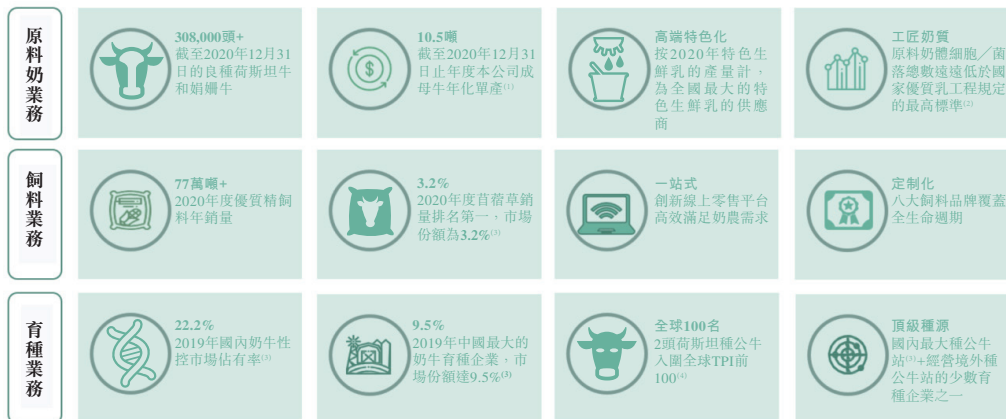 原料奶業務
308,000頭+
截至2020年12月31
日的良種荷斯坦牛
和娟姍牛
10.5噸
截至2020年12月31
日止年度本公司成
母牛年化單產(1)
高端特色化
按2020年特色生
鮮乳的產量計，
為全國最大的特
色生鮮乳的供應
商
工匠奶質
原料奶體細胞／菌
落總數遠遠低於國
家優質乳工程規定
的最高標準(2)
飼料業務
77萬噸+
2020年度優質精飼
料年銷量
3.2%
2020年度苜蓿草銷
量排名第一，市場
份額為3.2%(3)
一站式
創新線上零售平台
高效滿足奶農需求
定制化
八大飼料品牌覆蓋
全生命週期
育種業務
22.2%
2019年國內奶牛性
控市場佔有率(3)
9.5%
2019年中國最大的
奶牛育種企業，市
場份額達9.5%(3)
全球100名
2頭荷斯坦種公牛
入圍全球TPI前
100(4)
頂級種源
國內最大種公牛
站(5)+經營境外種
公牛站的少數育
種企業之一